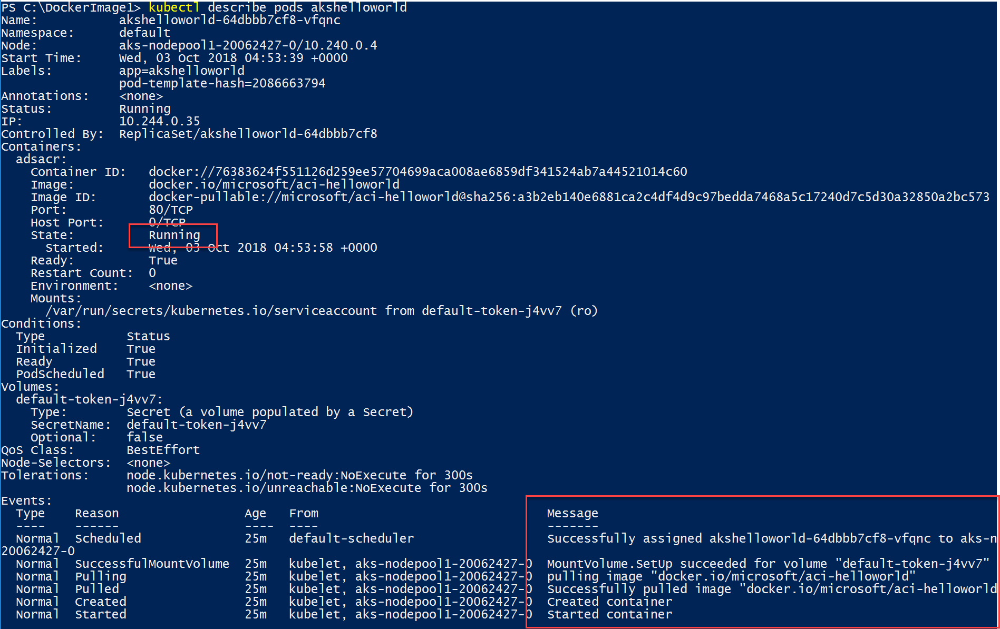 PS C:\DockerImage1> kubectl describe pods akshelloworld
Name:           akshelloworld-64dbbb7cf8-vfqnc
Namespace:      default
Node:           aks-nodepool1-20062427-0/10.240.0.4
Start Time:     Wed, 03 Oct 2018 04:53:39 +0000
Labels:         app=akshelloworld
                pod-template-hash=2086663794
Annotations:    <none>
Status:         Running
IP:             10.244.0.35
Controlled By:  ReplicaSet/akshelloworld-64dbbb7cf8
Containers:
  adsacr:
    Container ID:   docker://76383624f551126d259ee57704699aca008ae6859df341524ab7a44521014c60
    Image:          docker.io/microsoft/aci-helloworld
    Image ID:       docker-pullable://microsoft/aci-helloworld@sha256:a3b2eb140e6881ca2c4df4d9c97bedda7468a5c17240d7c5d30a32850a2bc573
    Port:           80/TCP
    Host Port:      0/TCP
    State:          Running
      Started:      Wed, 03 Oct 2018 04:53:58 +0000
    Ready:          True
    Restart Count:  0
    Environment:    <none>
    Mounts:
      /var/run/secrets/kubernetes.io/serviceaccount from default-token-j4vv7 (ro)
Conditions:
  Type           Status
  Initialized    True
  Ready          True
  PodScheduled   True
Volumes:
  default-token-j4vv7:
    Type:        Secret (a volume populated by a Secret)
    SecretName:  default-token-j4vv7
    Optional:    false
QoS Class:       BestEffort
Node-Selectors:  <none>
Tolerations:     node.kubernetes.io/not-ready:NoExecute for 300s
                 node.kubernetes.io/unreachable:NoExecute for 300s
Events:
  Type    Reason                 Age   From                               Message
  ----    ------                 ----  ----                               -------
  Normal  Scheduled              25m   default-scheduler                  Successfully assigned akshelloworld-64dbbb7cf8-vfqnc to aks-n
20062427-0
  Normal  SuccessfulMountVolume  25m   kubelet, aks-nodepool1-20062427-0  MountVolume.SetUp succeeded for volume "default-token-j4vv7"
  Normal  Pulling                25m   kubelet, aks-nodepool1-20062427-0  pulling image "docker.io/microsoft/aci-helloworld"
  Normal  Pulled                 25m   kubelet, aks-nodepool1-20062427-0  Successfully pulled image "docker.io/microsoft/aci-helloworld
  Normal  Created                25m   kubelet, aks-nodepool1-20062427-0  Created container
  Normal  Started                25m   kubelet, aks-nodepool1-20062427-0  Started container